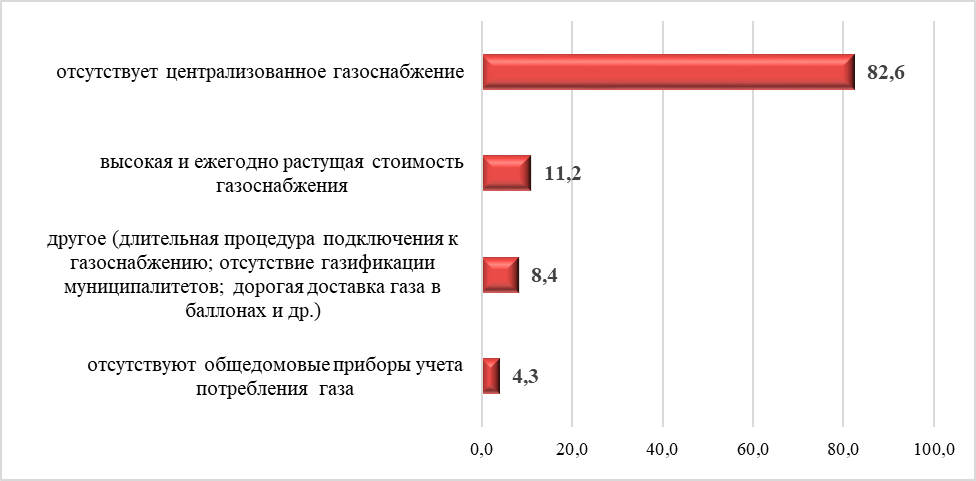 отсутствует централизованное газоснабжение
82,6
высокая и ежегодно растущая стоимость
газоснабжения
11,2
другое (длительная процедура подключения к
газоснабжению; отсутствие газификации
муниципалитетов; дорогая доставка газа в
баллонах и др.)
8,4
отсутствуют общедомовые приборы учета
потребления газа
4,3
0,0 20,0 40,0 60,0 80,0 100,0